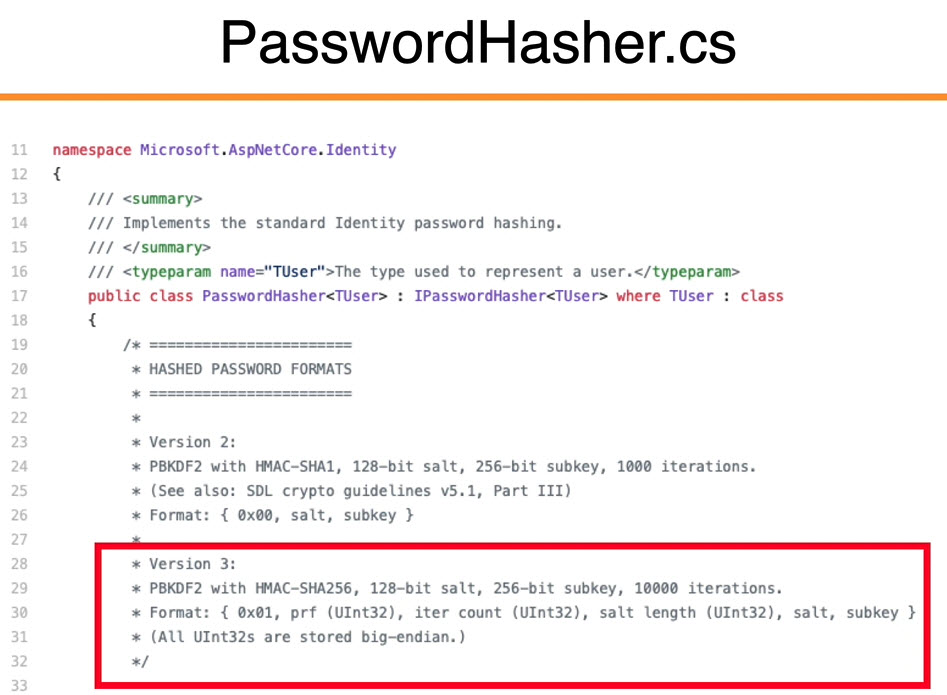 PasswordHasher.cs
11 namespace Microsoft.AspNetCore.Identity
12 {
13 /// <summary>
14 /// Implements the standard Identity password hashing.
15 /// </summary>
16 /// <typeparam name="TUser">The type used to represent a user.</typeparam>
17 public class PasswordHasher<TUser> : IPasswordHasher<TUser> where TUser : class
18 {
19 /* =======================
20 * HASHED PASSWORD FORMATS
21 * =======================
22 *
23 * Version 2:
24 * PBKDF2 with HMAC-SHA1, 128-bit salt, 256-bit subkey, 1000 iterations.
25 * (See also: SDL crypto guidelines v5.1, Part III)
26 * Format: { 0x00, salt, subkey }
27 *
28 * Version 3:
29 * PBKDF2 with HMAC-SHA256, 128-bit salt, 256-bit subkey, 10000 iterations.
30 * Format: { 0x01, prf (UInt32), iter count (UInt32), salt length (UInt32), salt, subkey }
31 * (All UInt32s are stored big-endian.)
32 */
33